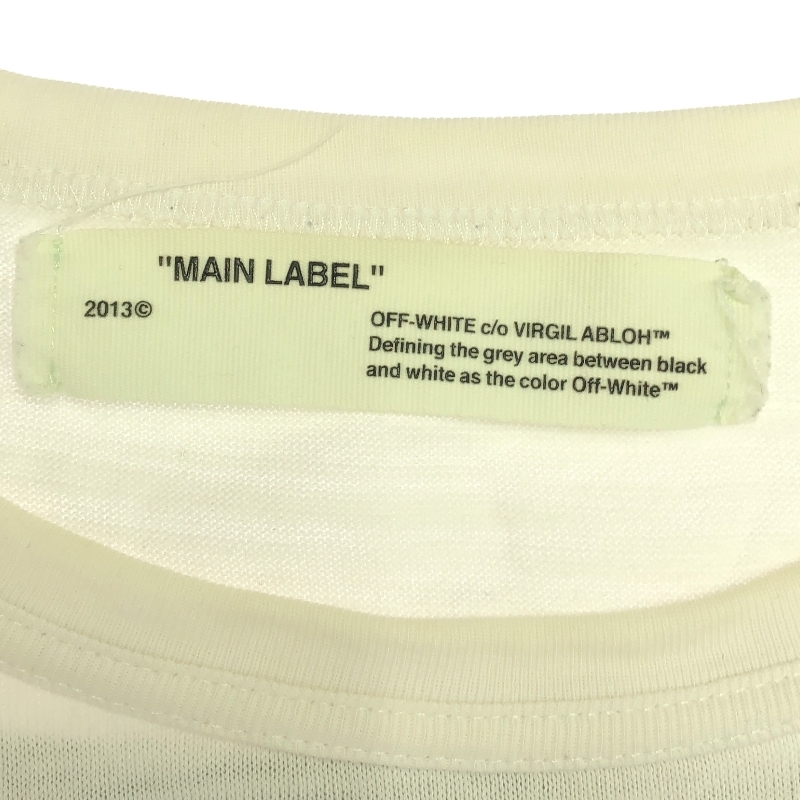 "MAIN LABEL"
2013©
OFF-WHITE c/o VIRGIL ABLOH™
Defining the grey area between black
and white as the color Off-White™